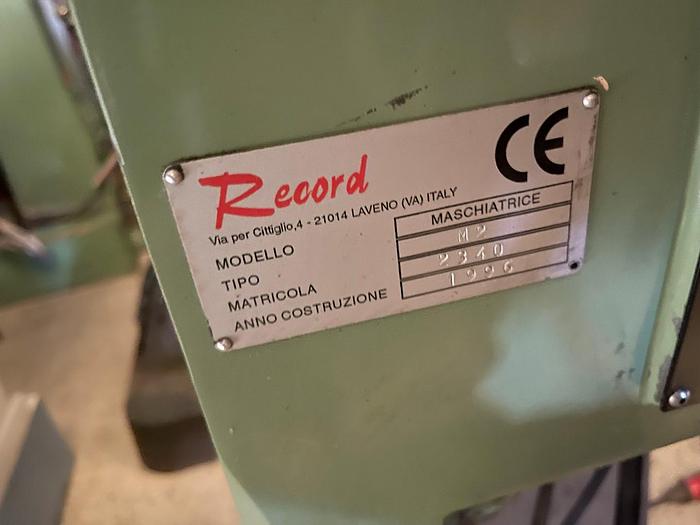 Record
CE
Via per Cittiglio,4 - 21014 LAVENO (VA) ITALY
MODELLO MASCHIATRICE
TIPO M2
MATRICOLA 2340
ANNO COSTRUZIONE 1996